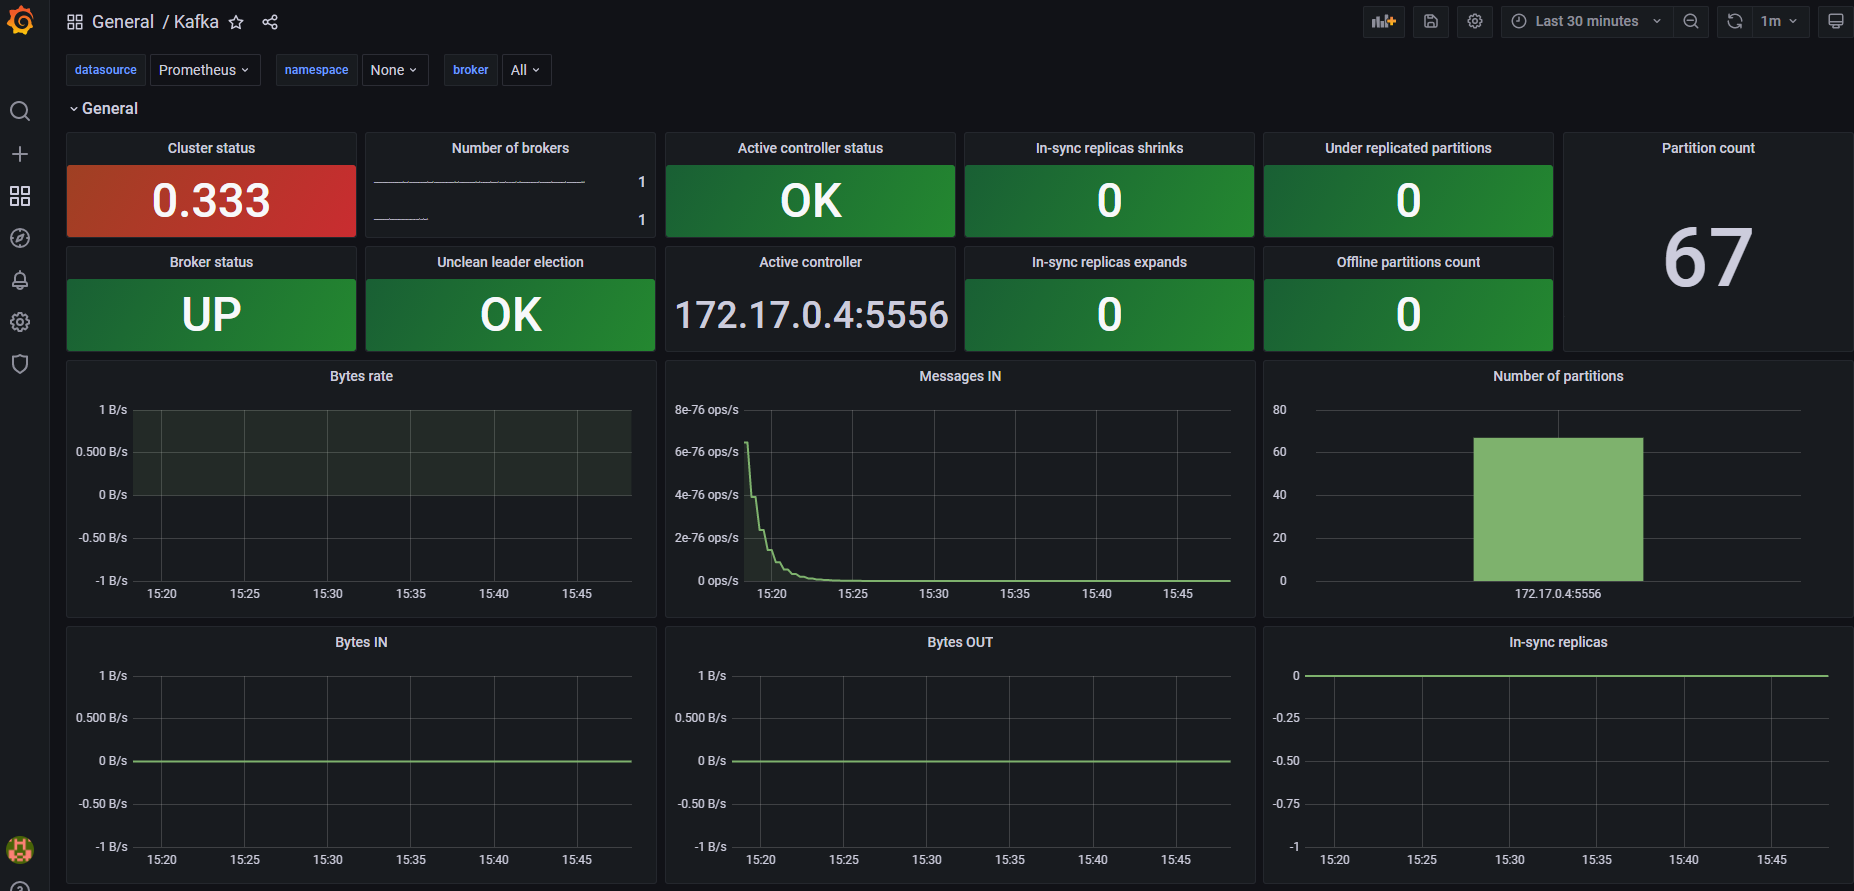 General / Kafka
Last 30 minutes
1m
datasource Prometheus namespace None broker All
General
Cluster status
0.333
Number of brokers
1
1
Active controller status
OK
In-sync replicas shrinks
0
Under replicated partitions
0
Partition count
67
Broker status
UP
Unclean leader election
OK
Active controller
172.17.0.4:5556
In-sync replicas expands
0
Offline partitions count
0
Bytes rate
1 B/s
0.500 B/s
0 B/s
-0.50 B/s
-1 B/s
15:20 15:25 15:30 15:35 15:40 15:45
Messages IN
8e-76 ops/s
6e-76 ops/s
4e-76 ops/s
2e-76 ops/s
0 ops/s
15:20 15:25 15:30 15:35 15:40 15:45
Number of partitions
80
60
40
20
0
172.17.0.4:5556
Bytes IN
1 B/s
0.500 B/s
0 B/s
-0.50 B/s
-1 B/s
15:20 15:25 15:30 15:35 15:40 15:45
Bytes OUT
1 B/s
0.500 B/s
0 B/s
-0.50 B/s
-1 B/s
15:20 15:25 15:30 15:35 15:40 15:45
In-sync replicas
0
-0.25
-0.50
-0.75
-1
15:20 15:25 15:30 15:35 15:40 15:45